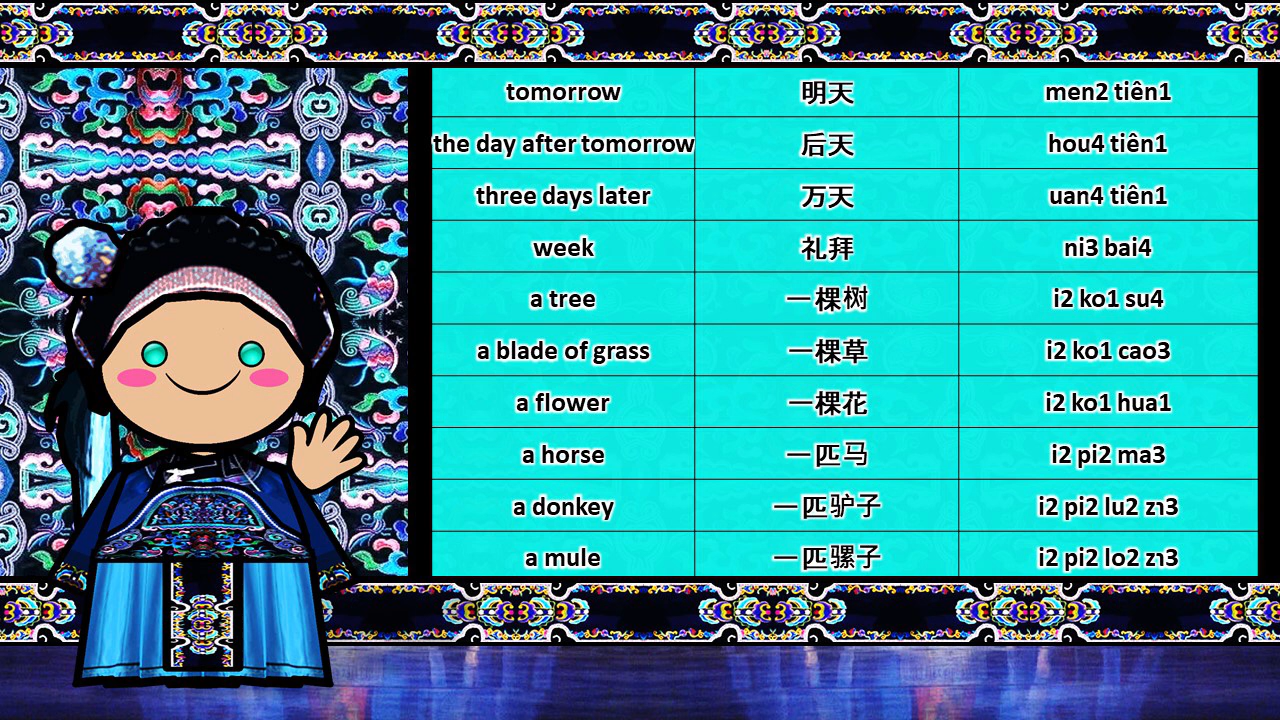 tomorrow 明天 men2 tiên1
the day after tomorrow 后天 hou4 tiên1
three days later 万天 uan4 tiên1
week 礼拜 ni3 bai4
a tree 一棵树 i2 ko1 su4
a blade of grass 一棵草 i2 ko1 cao3
a flower 一棵花 i2 ko1 hua1
a horse 一匹马 i2 pi2 ma3
a donkey 一匹驴子 i2 pi2 lu2 zı3
a mule 一匹骡子 i2 pi2 lo2 zı3